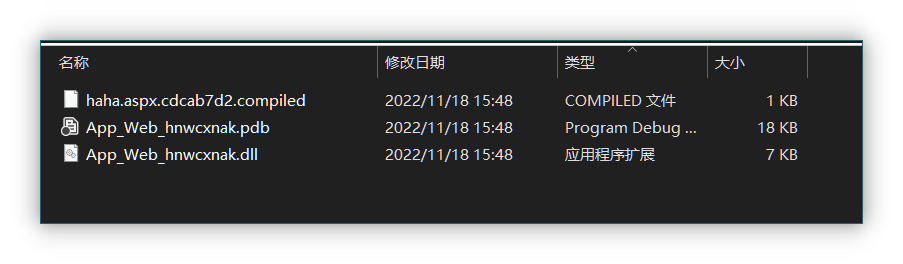 名称 修改日期 类型 大小
haha.aspx.cdcab7d2.compiled 2022/11/18 15:48 COMPILED 文件 1 KB
App_Web_hnwcxnak.pdb 2022/11/18 15:48 Program Debug ... 18 KB
App_Web_hnwcxnak.dll 2022/11/18 15:48 应用程序扩展 7 KB